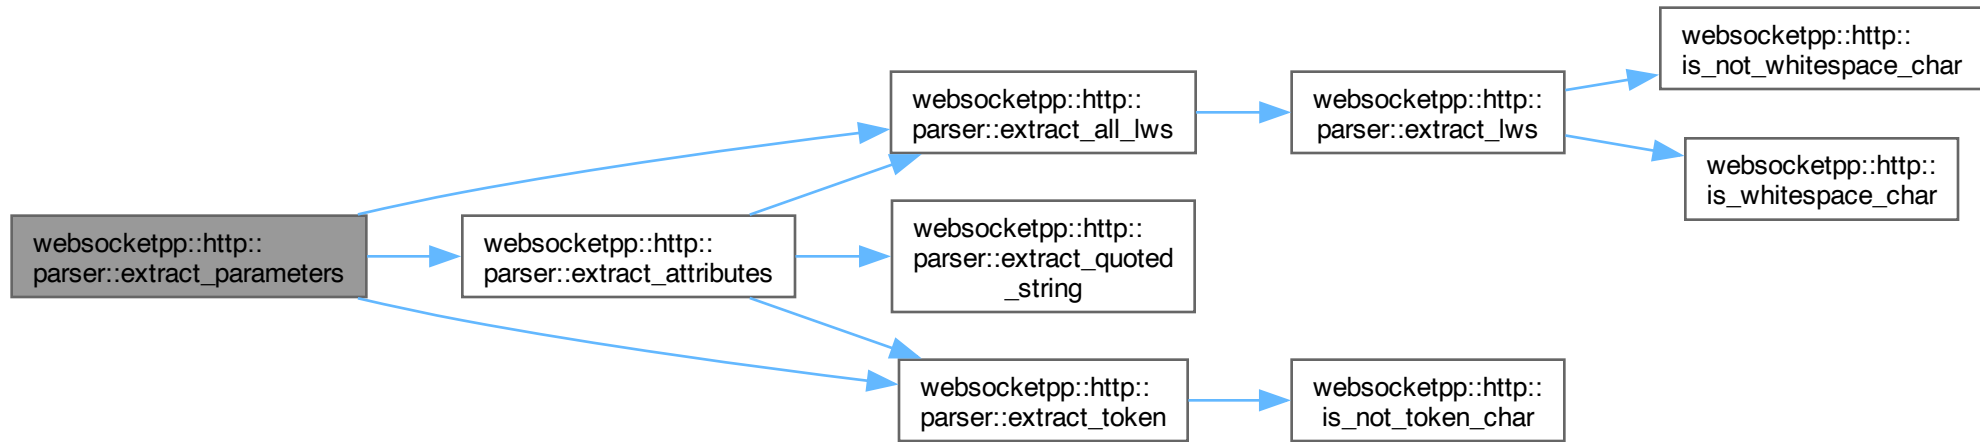 websocketpp::http::
parser::extract_parameters
websocketpp::http::
parser::extract_attributes
websocketpp::http::
parser::extract_all_lws
websocketpp::http::
parser::extract_quoted
_string
websocketpp::http::
parser::extract_token
websocketpp::http::
parser::extract_lws
websocketpp::http::
is_not_token_char
websocketpp::http::
is_not_whitespace_char
websocketpp::http::
is_whitespace_char